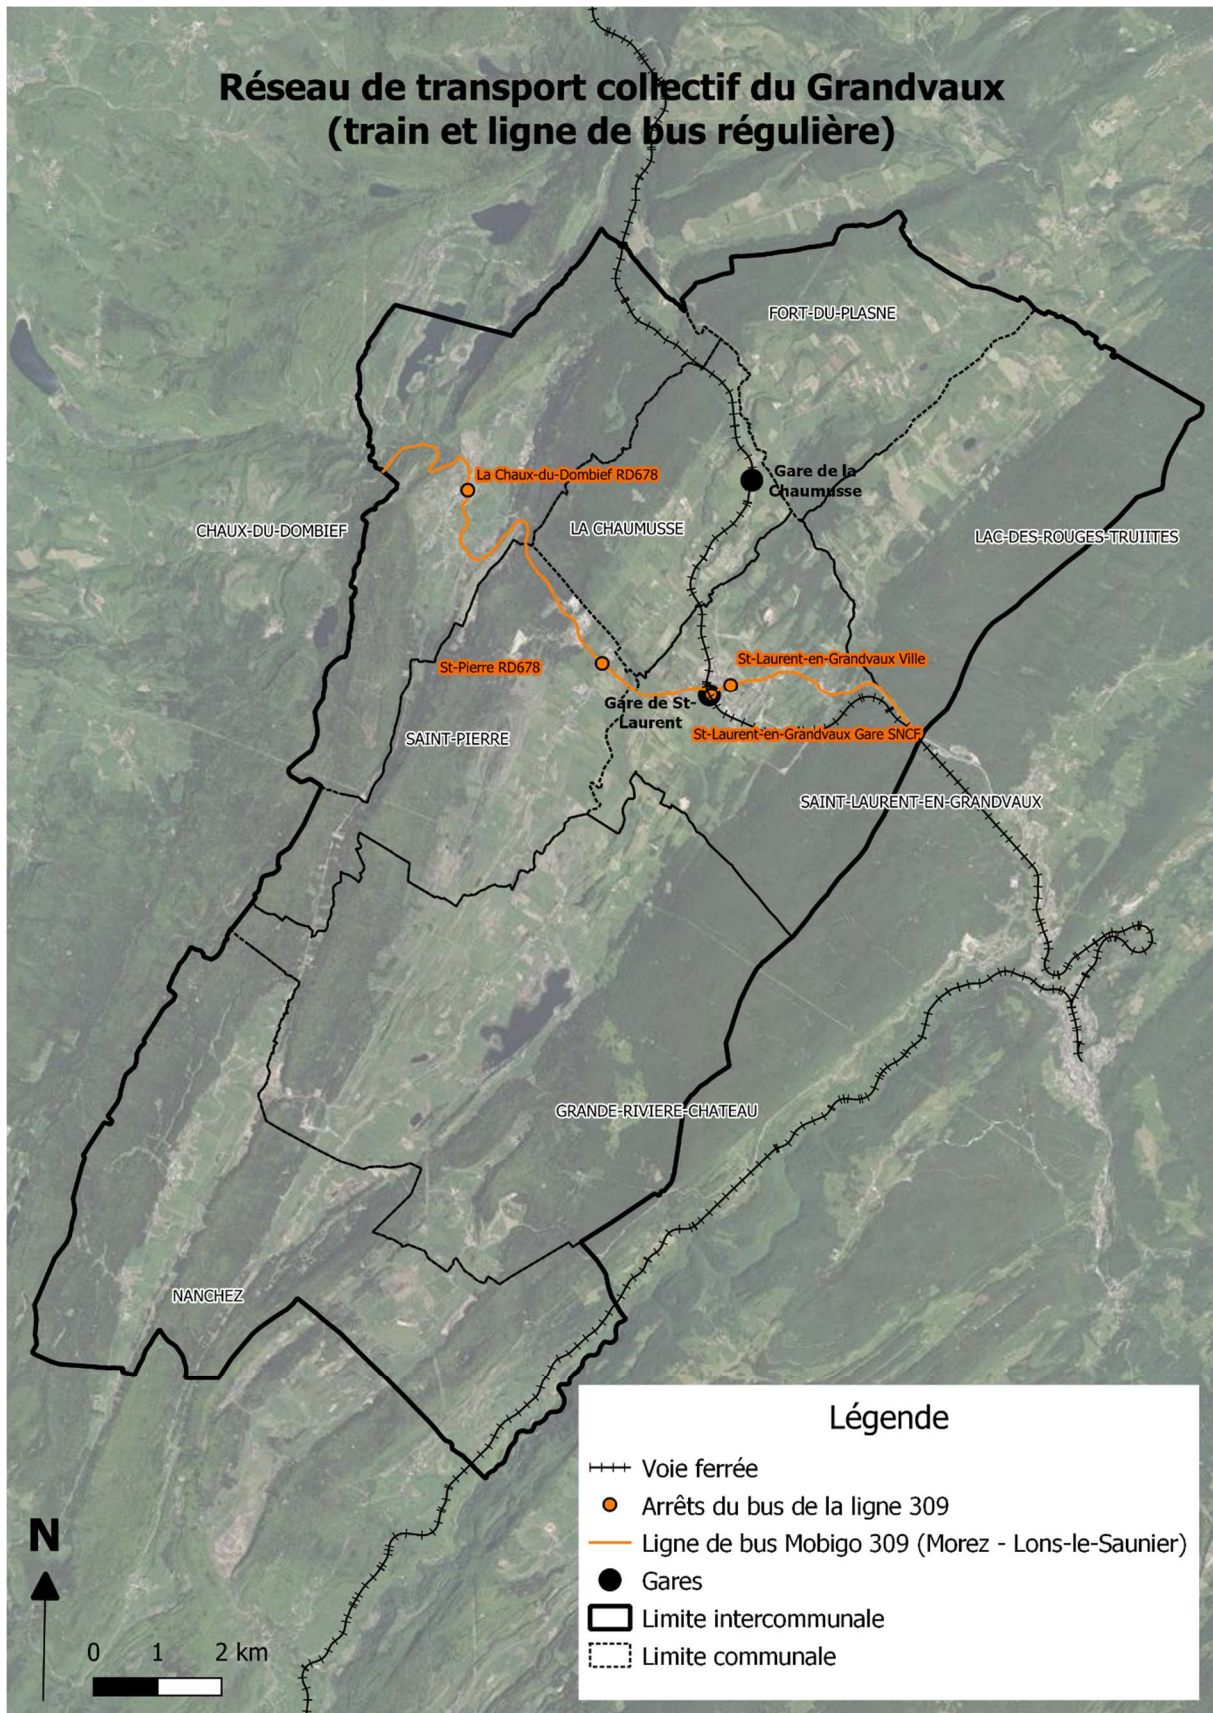 Réseau de transport collectif du Grandvaux
(train et ligne de bus régulière)
FORT-DU-PLASNE
La Chaux-du-Dombief RD678
Gare de la
Chaumusse
CHAUX-DU-DOMBIEF
LA CHAUMUSSE
LAC-DES-ROUGES-TRUIITES
St-Pierre RD678
St-Laurent-en-Grandvaux Ville
Gare de St-
Laurent
St-Laurent-en-Grandvaux Gare SNCF
SAINT-PIERRE
SAINT-LAURENT-EN-GRANDVAUX
GRANDE-RIVIERE-CHATEAU
NANCHEZ
Légende
Voie ferrée
Arrêts du bus de la ligne 309
Ligne de bus Mobigo 309 (Morez - Lons-le-Saunier)
Gares
Limite intercommunale
Limite communale
N
0 1 2 km